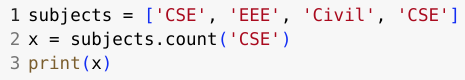 1 subjects = ['CSE', 'EEE', 'Civil', 'CSE']
2 x = subjects.count('CSE')
3 print(x)